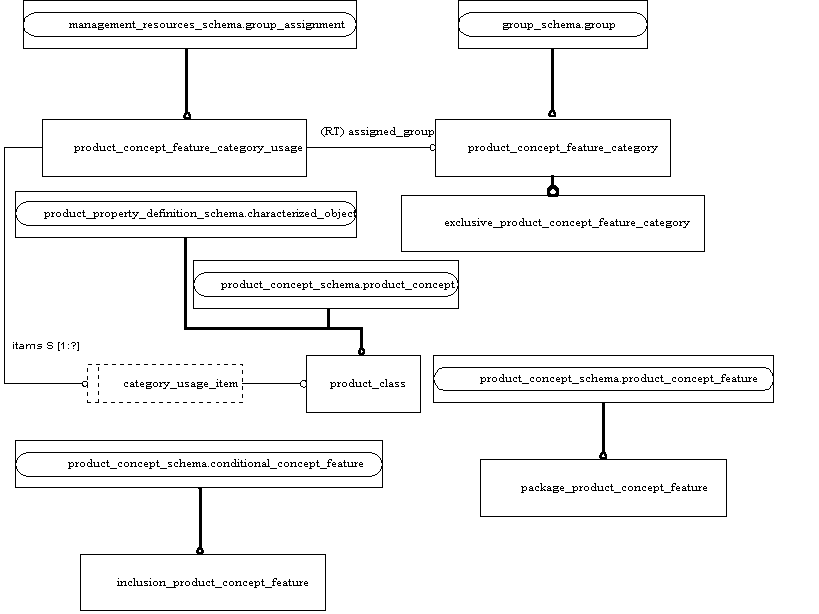 management_resources_schema.group_assignment
group_schema.group
(RT) assigned_group
product_concept_feature_category_usage
product_concept_feature_category
product_property_definition_schema.characterized_object
exclusive_product_concept_feature_category
product_concept_schema.product_concept
items S [1:?]
category_usage_item
product_class
product_concept_schema.product_concept_feature
product_concept_schema.conditional_concept_feature
package_product_concept_feature
inclusion_product_concept_feature